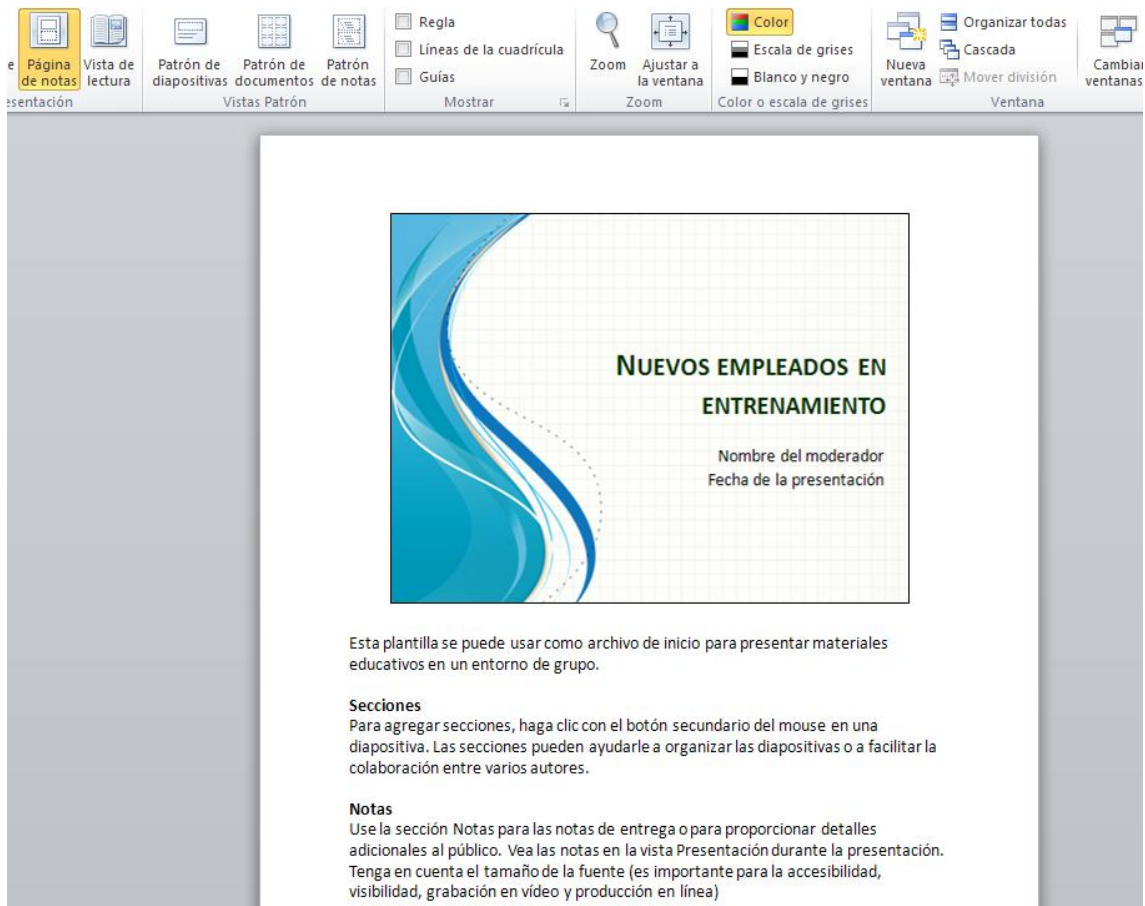 Página
de notas
Vista de
lectura
Patrón de
diapositivas
Patrón de
documentos
Patrón
de notas
Vistas Patrón
Regla
Líneas de la cuadrícula
Guías
Mostrar
Zoom
Ajustar a
la ventana
Zoom
Color
Escala de grises
Blanco y negro
Color o escala de grises
Nueva
ventana
Organizar todas
Cascada
Mover división
Cambiar
ventanas
Ventana
NUEVOS EMPLEADOS EN
ENTRENAMIENTO
Nombre del moderador
Fecha de la presentación
Esta plantilla se puede usar como archivo de inicio para presentar materiales
educativos en un entorno de grupo.
Secciones
Para agregar secciones, haga clic con el botón secundario del mouse en una
diapositiva. Las secciones pueden ayudarle a organizar las diapositivas o a facilitar la
colaboración entre varios autores.
Notas
Use la sección Notas para las notas de entrega o para proporcionar detalles
adicionales al público. Vea las notas en la vista Presentación durante la presentación.
Tenga en cuenta el tamaño de la fuente (es importante para la accesibilidad,
visibilidad, grabación en vídeo y producción en línea)